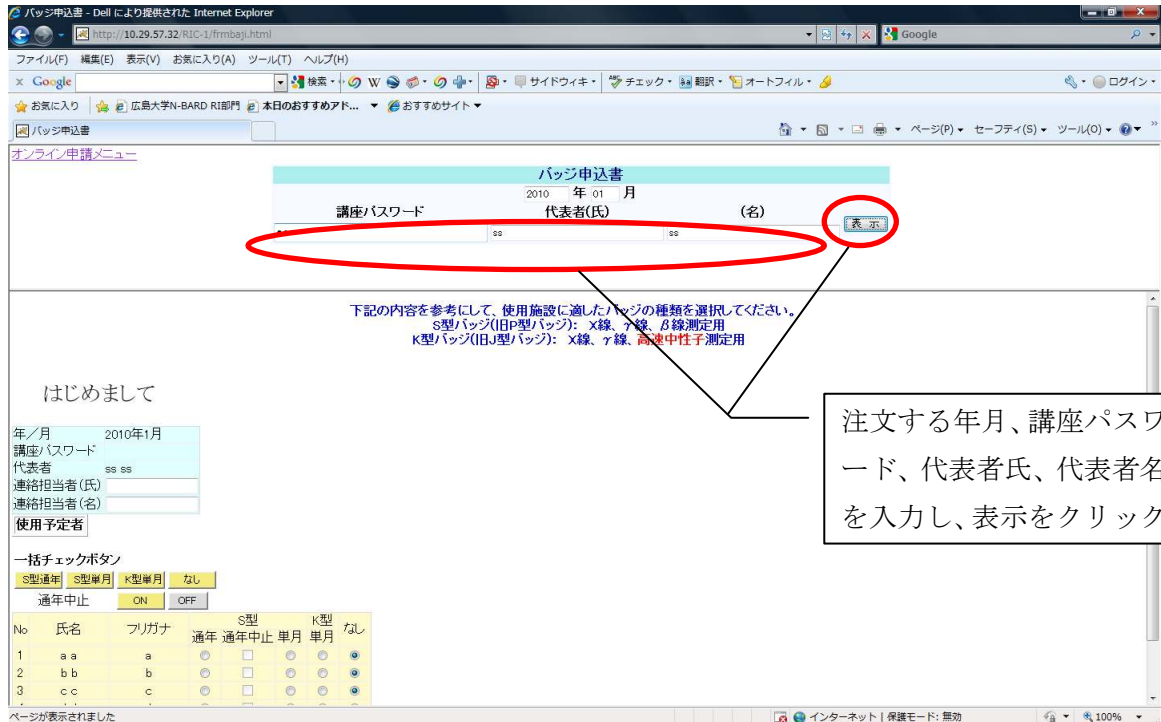 バッジ申込書 - Dell により提供された Internet Explorer
http://10.29.57.32/RIC-1/frmbaji.html
Google
ファイル(F) 編集(E) 表示(V) お気に入り(A) ツール(T) ヘルプ(H)
x Google 検索 サイドウィキ チェック 翻訳 オートフィル ログイン
お気に入り 広島大学N-BARD RI部門 本日のおすすめアド... おすすめサイト
バッジ申込書 ページ(P) セーフティ(S) ツール(O)
オンライン申請メニュー
バッジ申込書
2010 年 01 月
講座パスワード 代表者(氏) (名)
ss ss 表 示
下記の内容を参考にして、使用施設に適したバッジの種類を選択してください。
S型バッジ(旧P型バッジ): X線、γ線、β線測定用
K型バッジ(旧J型バッジ): X線、γ線、高速中性子測定用
はじめまして
年/月 2010年1月
講座パスワード
代表者 ss ss
連絡担当者(氏)
連絡担当者(名)
使用予定者
注文する年月、講座パスワ
ード、代表者氏、代表者名
を入力し、表示をクリック
一括チェックボタン
S型通年 S型単月 K型単月 なし
通年中止 ON OFF
No 氏名 フリガナ S型 K型 なし
通年 通年中止 単月 単月
1 a a a
2 b b b
3 c c c
ページが表示されました インターネット | 保護モード: 無効 100%